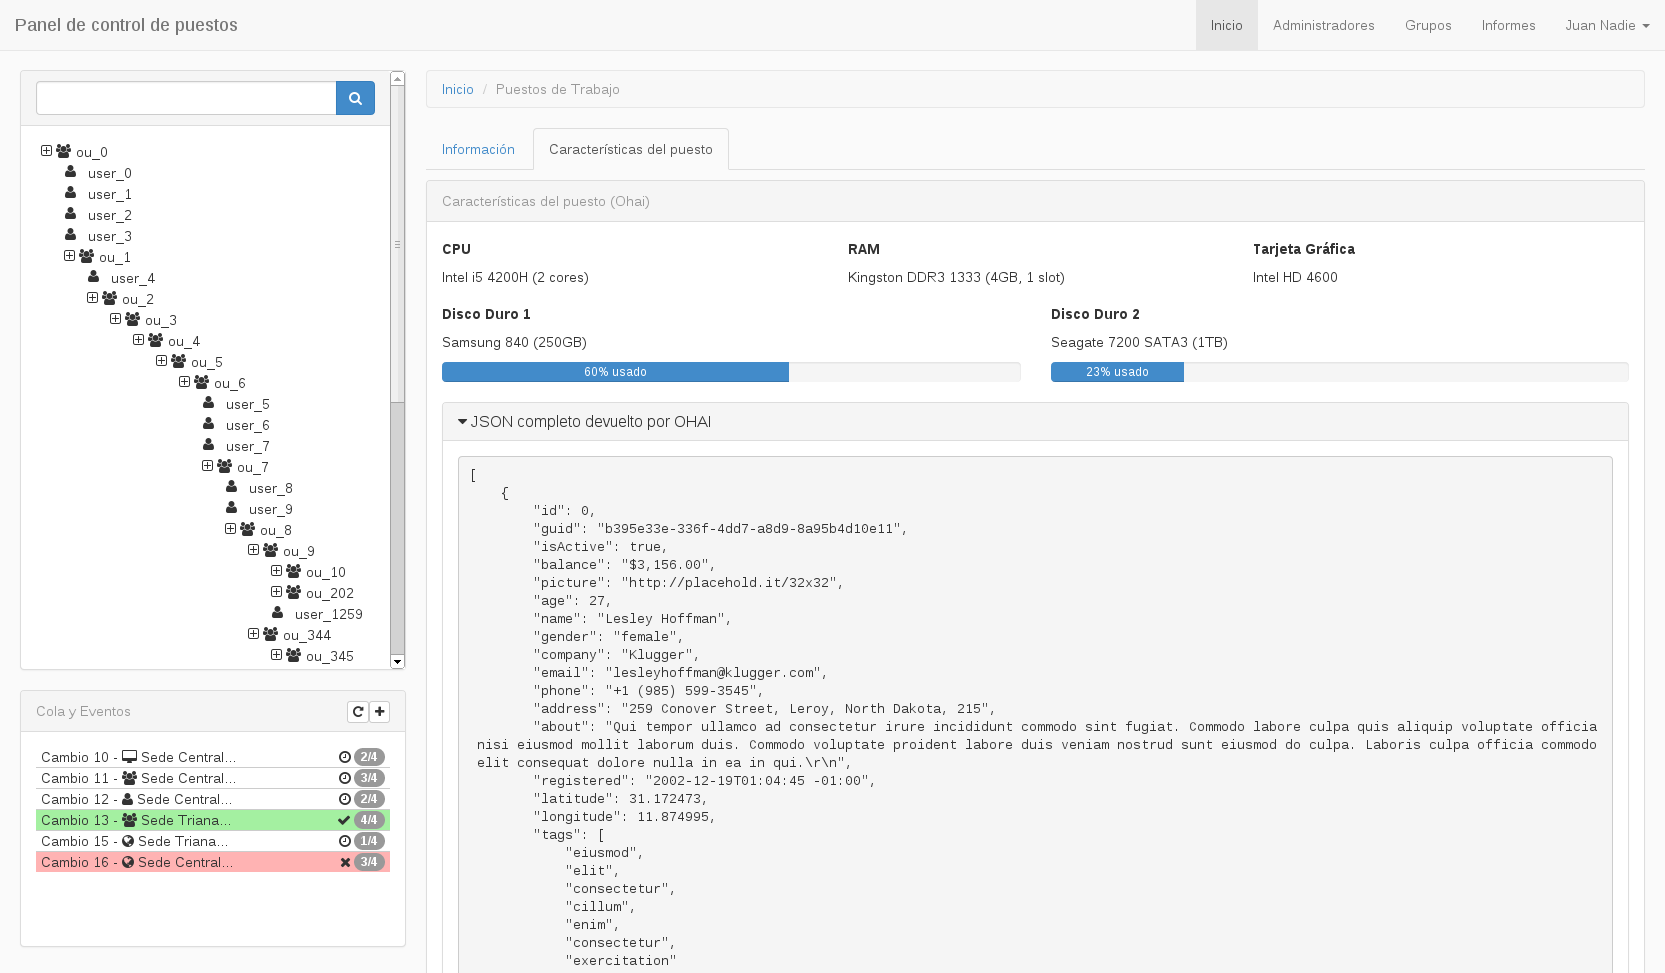 Panel de control de puestos
Inicio Administradores Grupos Informes Juan Nadie
ou_0
user_0
user_1
user_2
user_3
ou_1
user_4
ou_2
ou_3
ou_4
ou_5
ou_6
user_5
user_6
user_7
ou_7
user_8
user_9
ou_8
ou_9
ou_10
ou_202
user_1259
ou_344
ou_345
Cola y Eventos
Cambio 10 - Sede Central... 2/4
Cambio 11 - Sede Central... 3/4
Cambio 12 - Sede Central... 2/4
Cambio 13 - Sede Triana... 4/4
Cambio 15 - Sede Triana... 1/4
Cambio 16 - Sede Central... 3/4
Inicio / Puestos de Trabajo
Información Características del puesto
Características del puesto (Ohai)
CPU RAM Tarjeta Gráfica
Intel i5 4200H (2 cores) Kingston DDR3 1333 (4GB, 1 slot) Intel HD 4600
Disco Duro 1 Disco Duro 2
Samsung 840 (250GB) Seagate 7200 SATA3 (1TB)
60% usado 23% usado
JSON completo devuelto por OHAI
[
{
"id": 0,
"guid": "b395e33e-336f-4dd7-a8d9-8a95b4d10e11",
"isActive": true,
"balance": "$3,156.00",
"picture": "http://placehold.it/32x32",
"age": 27,
"name": "Lesley Hoffman",
"gender": "female",
"company": "Klugger",
"email": "lesleyhoffman@klugger.com",
"phone": "+1 (985) 599-3545",
"address": "259 Conover Street, Leroy, North Dakota, 215",
"about": "Qui tempor ullamco ad consectetur irure incididunt commodo sint fugiat. Commodo labore culpa quis aliquip voluptate officia
nisi eiusmod mollit laborum duis. Commodo voluptate proident labore duis veniam nostrud sunt eiusmod do culpa. Laboris culpa officia commodo
elit consequat dolore nulla in ea in qui.\r\n",
"registered": "2002-12-19T01:04:45 -01:00",
"latitude": 31.172473,
"longitude": 11.874995,
"tags": [
"eiusmod",
"elit",
"consectetur",
"cillum",
"enim",
"consectetur",
"exercitation"